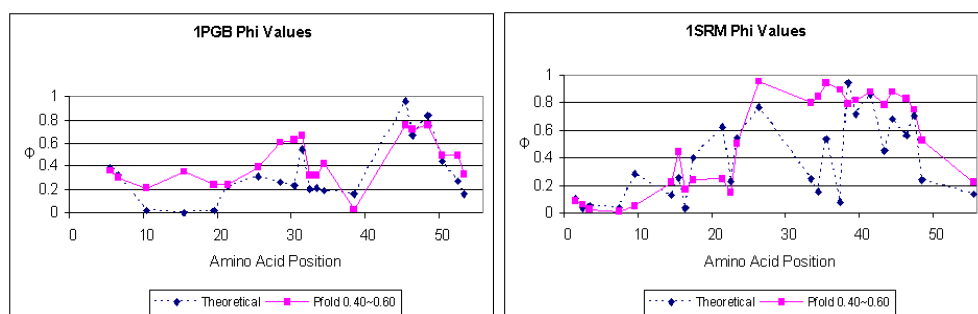 1PGB Phi Values
1
0.8
0.6
0.4
0.2
0
Φ
0 10 20 30 40 50
Amino Acid Position
Theoretical Pfold 0.40~0.60
1SRM Phi Values
1
0.8
0.6
0.4
0.2
0
Φ
0 10 20 30 40 50
Amino Acid Position
Theoretical Pfold 0.40~0.60